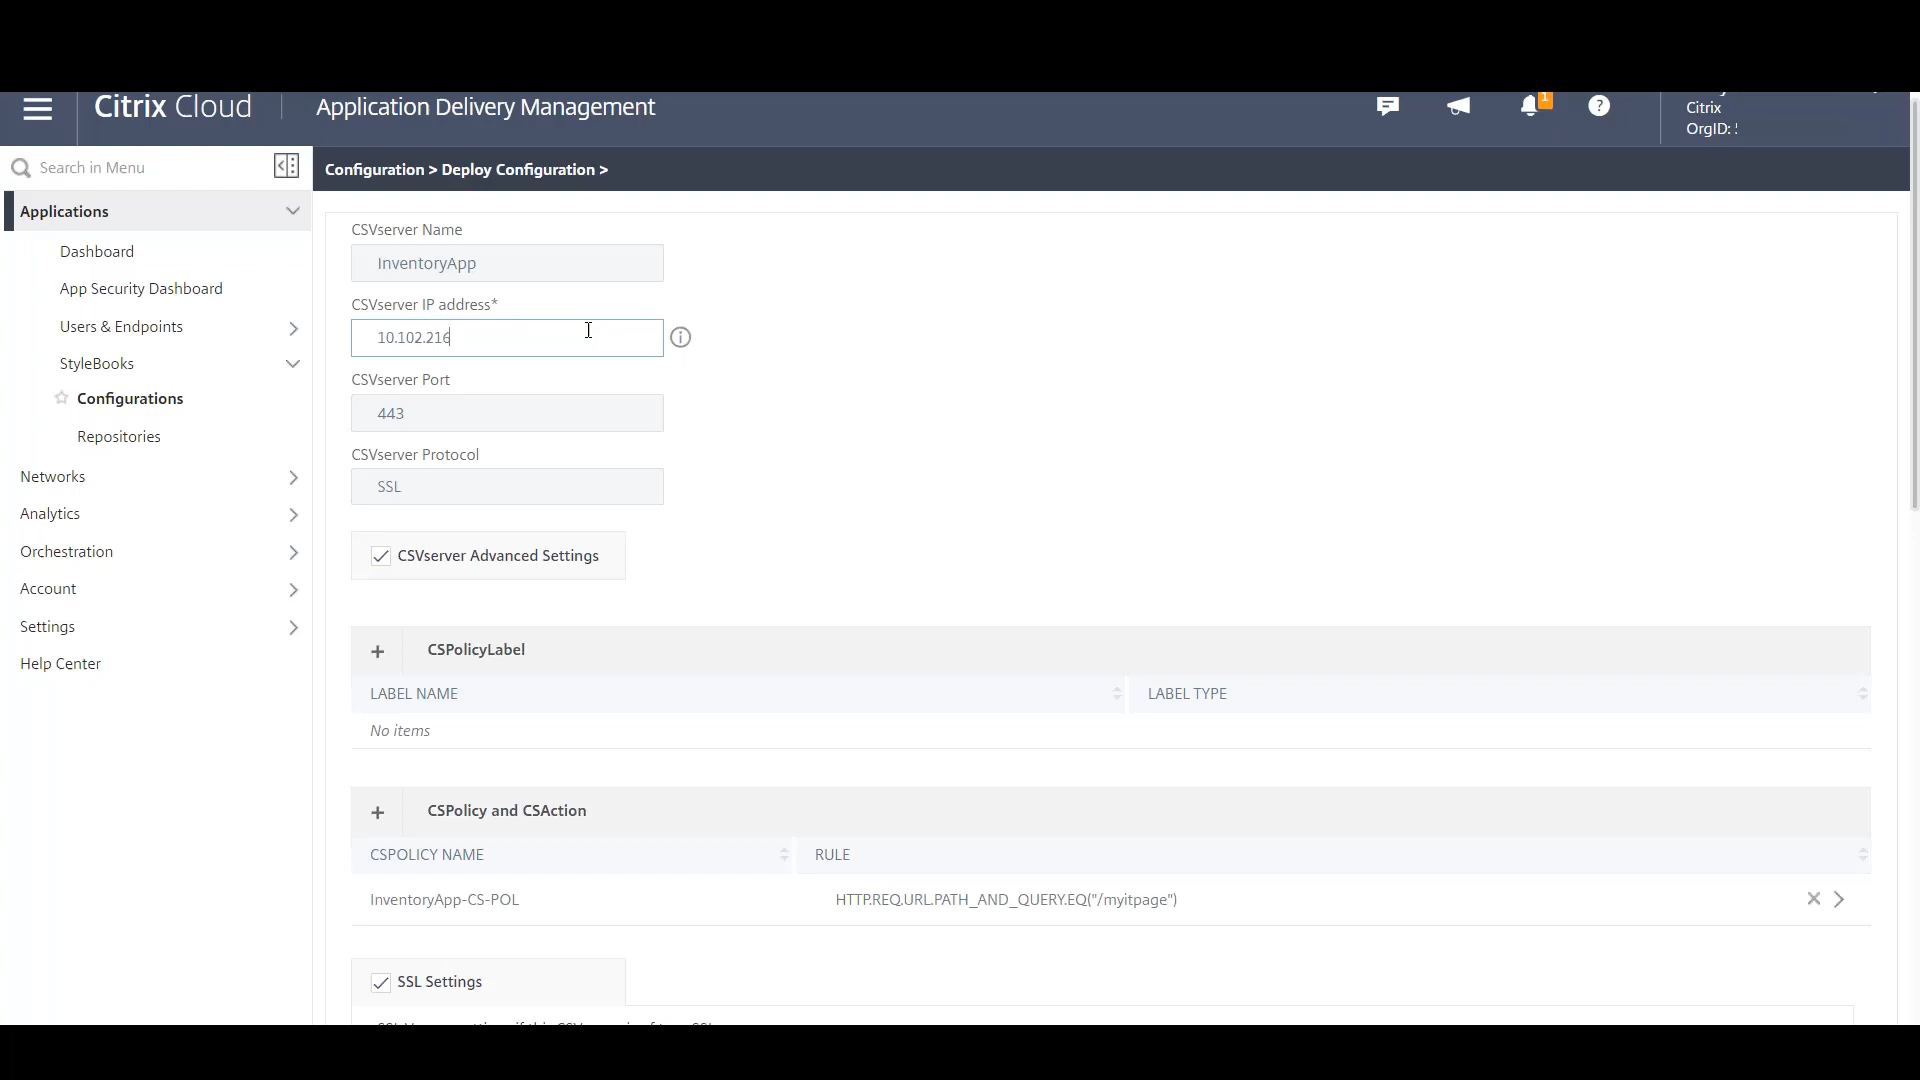 Citrix Cloud
Application Delivery Management
1
?
Citrix
OrgID:
Search in Menu
Configuration > Deploy Configuration >
Applications
Dashboard
App Security Dashboard
Users & Endpoints
StyleBooks
Configurations
Repositories
Networks
Analytics
Orchestration
Account
Settings
Help Center
CSVserver Name
InventoryApp
CSVserver IP address*
10.102.216
CSVserver Port
443
CSVserver Protocol
SSL
CSVserver Advanced Settings
+ CSPolicyLabel
LABEL NAME LABEL TYPE
No items
+ CSPolicy and CSAction
CSPOLICY NAME RULE
InventoryApp-CS-POL HTTP.REQ.URL.PATH_AND_QUERY.EQ("/myitpage")
SSL Settings